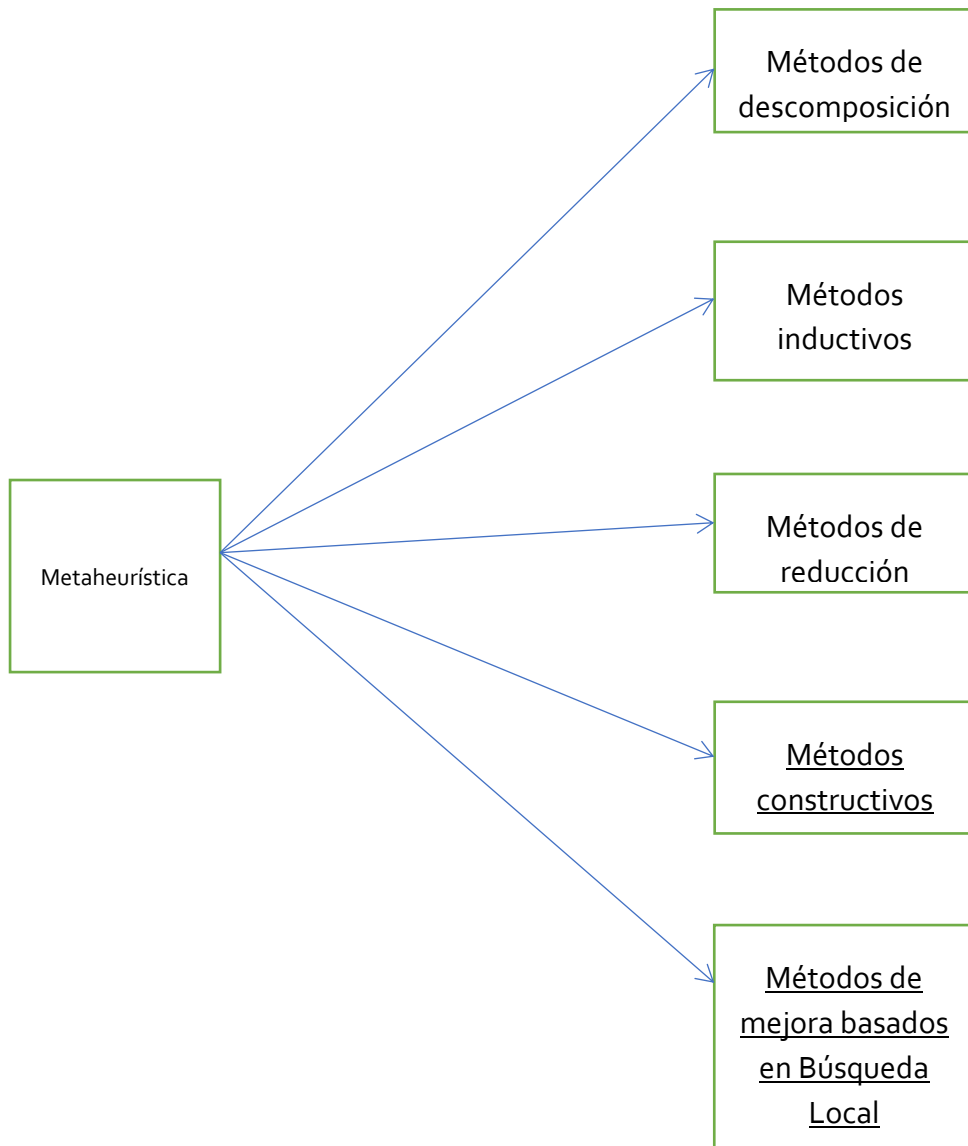 Métodos de
descomposición
Métodos
inductivos
Metaheurística
Métodos de
reducción
Métodos
constructivos
Métodos de
mejora basados
en Búsqueda
Local